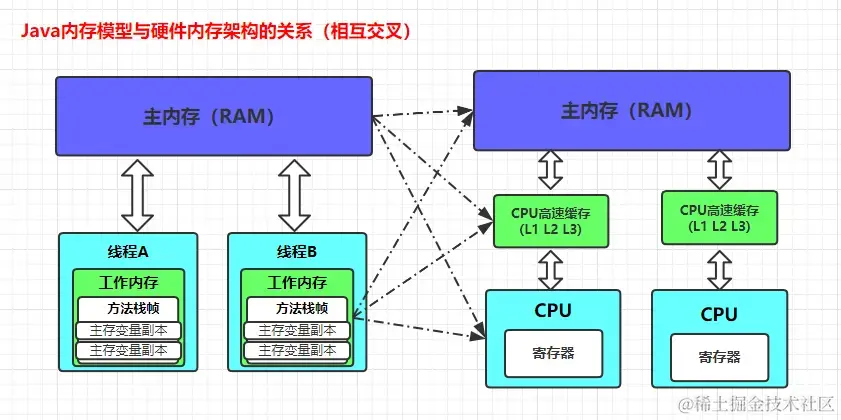 Java内存模型与硬件内存架构的关系（相互交叉）
主内存（RAM）
线程A
工作内存
方法栈帧
主存变量副本
主存变量副本
线程B
工作内存
方法栈帧
主存变量副本
主存变量副本
主内存（RAM）
CPU高速缓存
(L1 L2 L3)
CPU高速缓存
(L1 L2 L3)
CPU
寄存器
CPU
寄存器
@稀土掘金技术社区